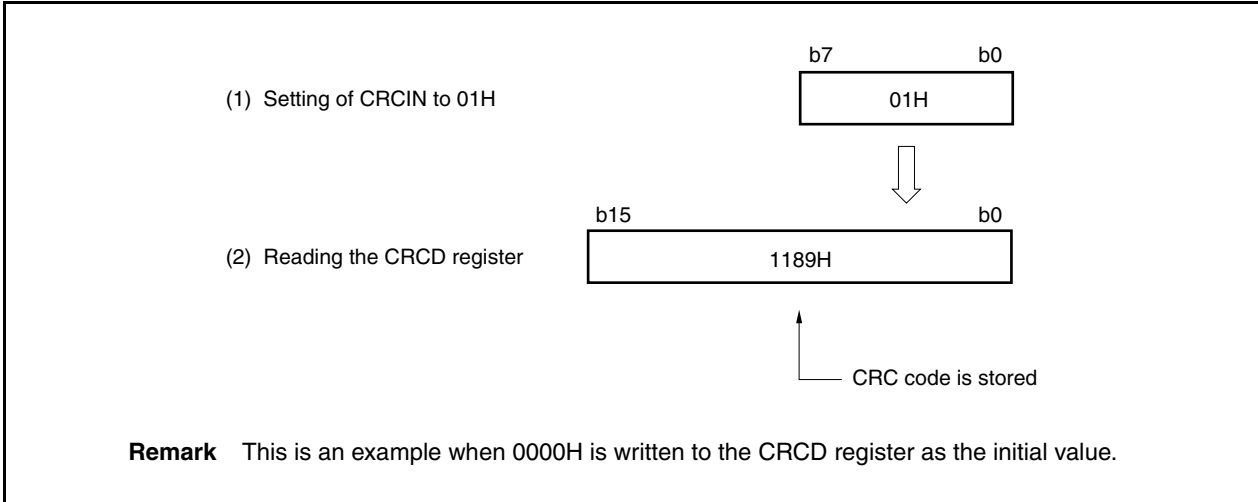 b7 b0
(1) Setting of CRCIN to 01H
01H
b15 b0
(2) Reading the CRCD register
1189H
CRC code is stored
Remark This is an example when 0000H is written to the CRCD register as the initial value.